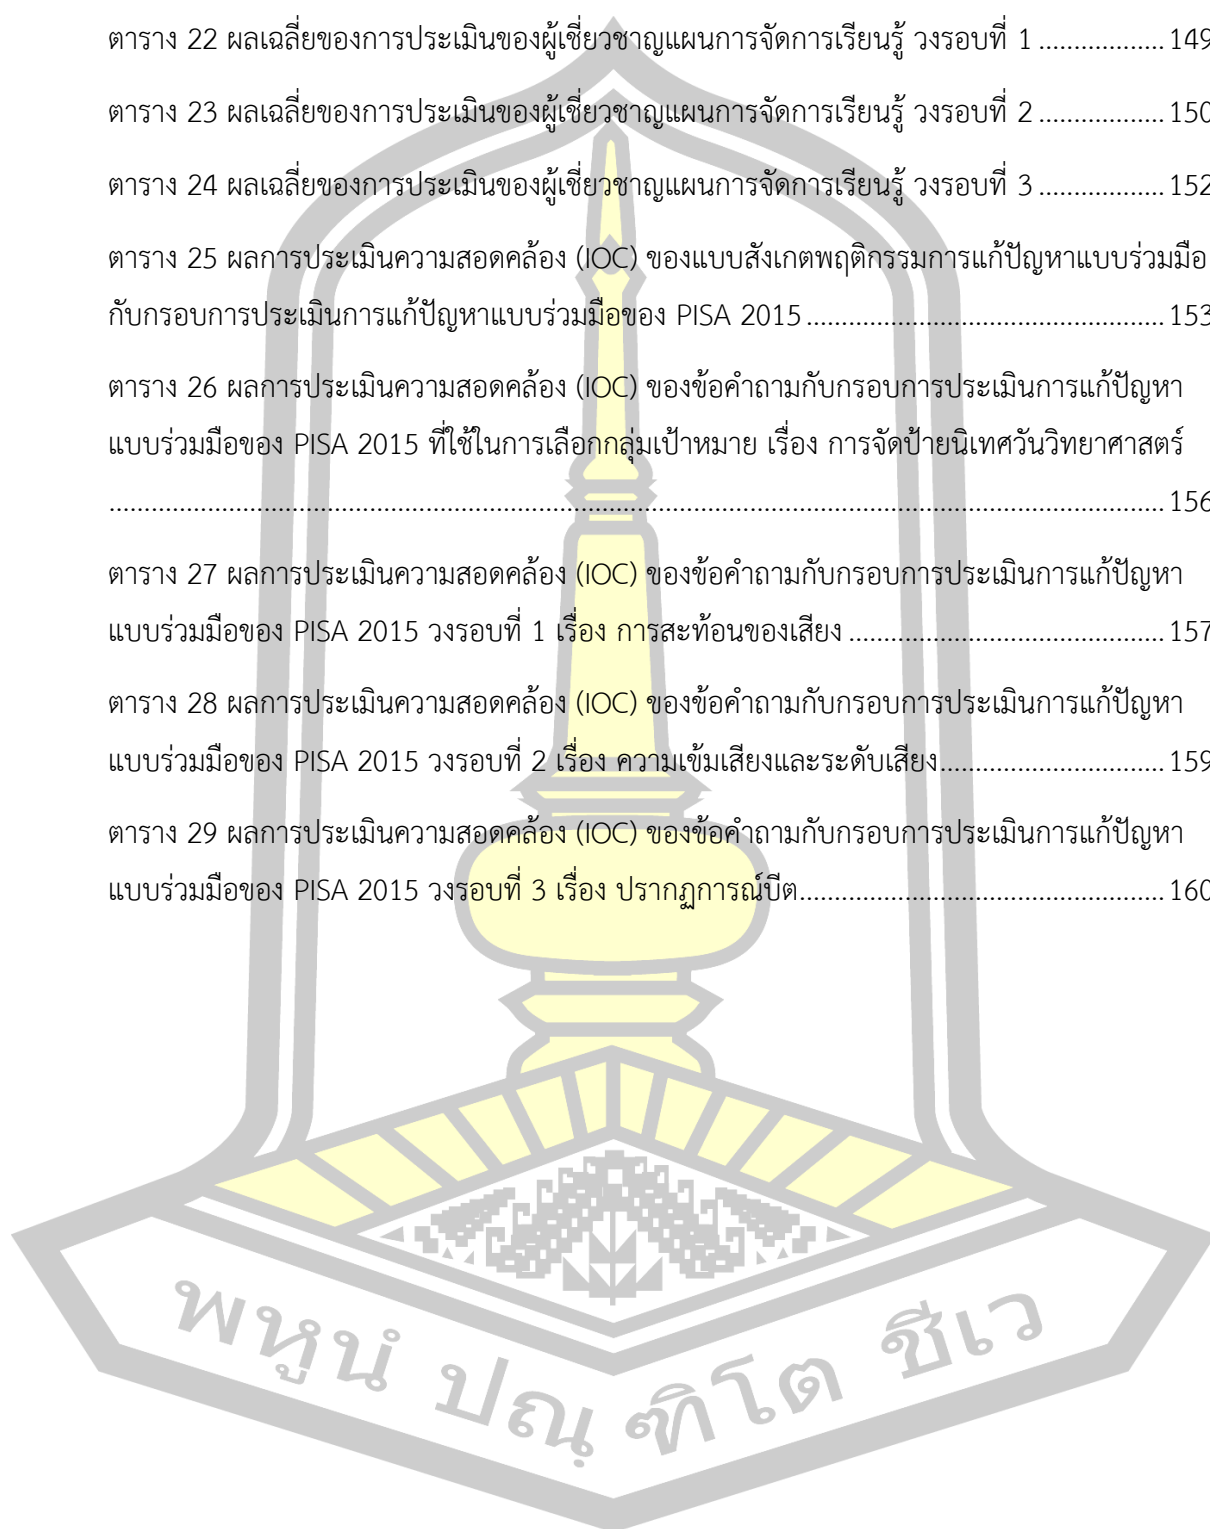 ตาราง 22 ผลเฉลี่ยของการประเมินของผู้เชี่ยวชาญแผนการจัดการเรียนรู้ วงรอบที่ 1 .................. 149
ตาราง 23 ผลเฉลี่ยของการประเมินของผู้เชี่ยวชาญแผนการจัดการเรียนรู้ วงรอบที่ 2 .................. 150
ตาราง 24 ผลเฉลี่ยของการประเมินของผู้เชี่ยวชาญแผนการจัดการเรียนรู้ วงรอบที่ 3 .................. 152
ตาราง 25 ผลการประเมินความสอดคล้อง (IOC) ของแบบสังเกตพฤติกรรมการแก้ปัญหาแบบร่วมมือ
กับกรอบการประเมินการแก้ปัญหาแบบร่วมมือของ PISA 2015 ................................................... 153
ตาราง 26 ผลการประเมินความสอดคล้อง (IOC) ของข้อคำถามกับกรอบการประเมินการแก้ปัญหา
แบบร่วมมือของ PISA 2015 ที่ใช้ในการเลือกกลุ่มเป้าหมาย เรื่อง การจัดป้ายนิเทศวันวิทยาศาสตร์
....................................................................................................................................................... 156
ตาราง 27 ผลการประเมินความสอดคล้อง (IOC) ของข้อคำถามกับกรอบการประเมินการแก้ปัญหา
แบบร่วมมือของ PISA 2015 วงรอบที่ 1 เรื่อง การสะท้อนของเสียง ............................................. 157
ตาราง 28 ผลการประเมินความสอดคล้อง (IOC) ของข้อคำถามกับกรอบการประเมินการแก้ปัญหา
แบบร่วมมือของ PISA 2015 วงรอบที่ 2 เรื่อง ความเข้มเสียงและระดับเสียง................................ 159
ตาราง 29 ผลการประเมินความสอดคล้อง (IOC) ของข้อคำถามกับกรอบการประเมินการแก้ปัญหา
แบบร่วมมือของ PISA 2015 วงรอบที่ 3 เรื่อง ปรากฏการณ์บีต.................................................... 160
พหูนํ ปณฺฑิโต ชีเว